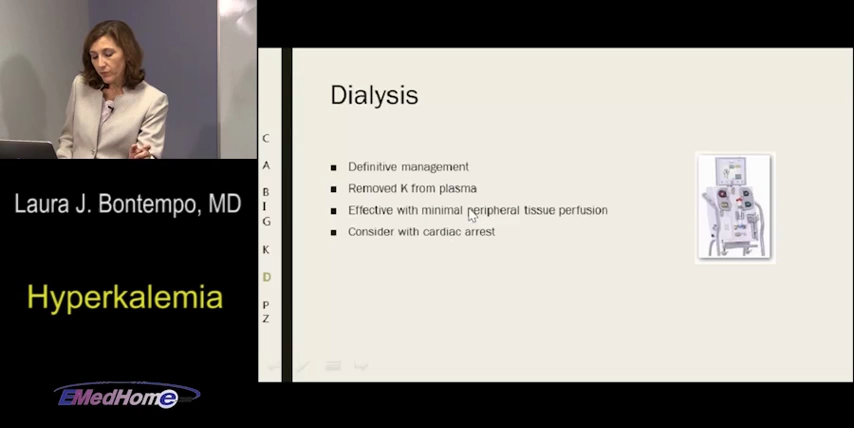 Laura J. Bontempo, MD
Hyperkalemia
EMedHome
C
A
B
I
G
K
D
P
Z
Dialysis
Definitive management
Removed K from plasma
Effective with minimal peripheral tissue perfusion
Consider with cardiac arrest